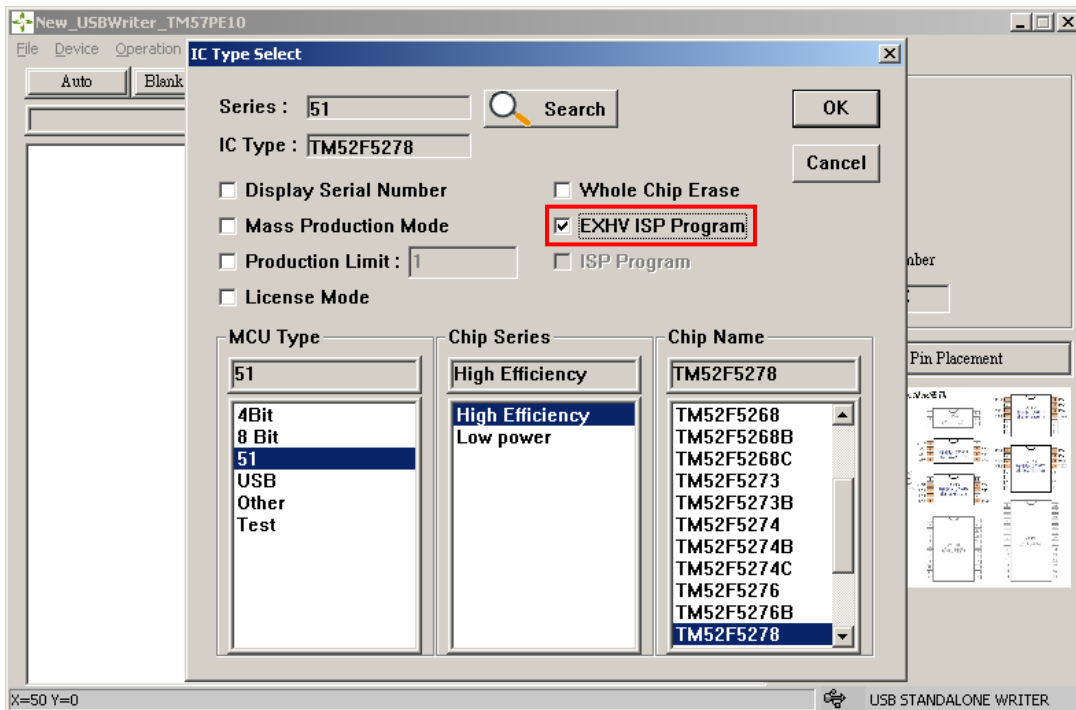 New_USBWriter_TM57PE10
File Device Operation
IC Type Select
Auto Blank
Series : 51 Search OK
IC Type : TM52F5278 Cancel
Display Serial Number Whole Chip Erase
Mass Production Mode EXHV ISP Program
Production Limit : 1 ISP Program
License Mode
nber
MCU Type Chip Series Chip Name
51 High Efficiency TM52F5278
Pin Placement
4Bit
8 Bit
51
USB
Other
Test
High Efficiency
Low power
TM52F5268
TM52F5268B
TM52F5268C
TM52F5273
TM52F5273B
TM52F5274
TM52F5274B
TM52F5274C
TM52F5276
TM52F5276B
TM52F5278
X=50 Y=0 USB STANDALONE WRITER